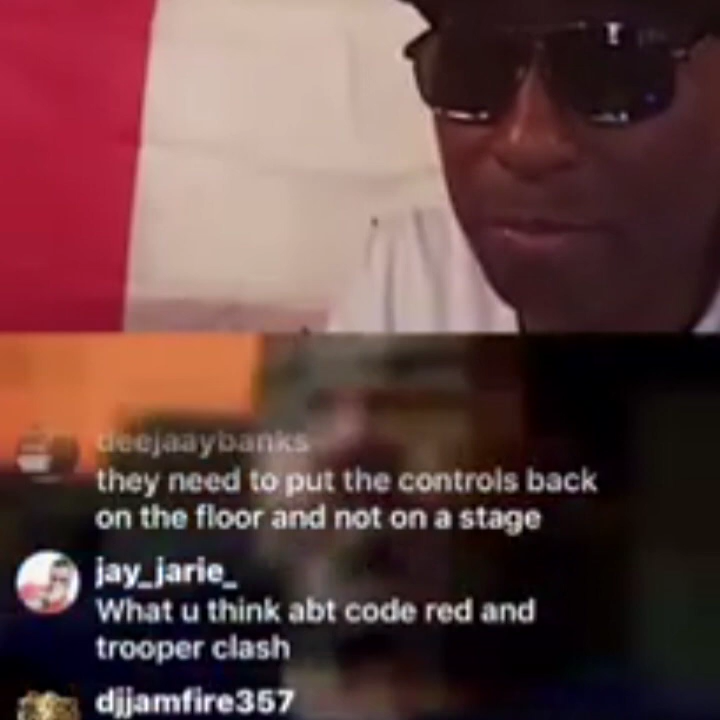 deejaaybanks
they need to put the controls back
on the floor and not on a stage
jay_jarie_
What u think abt code red and
trooper clash
djjamfire357